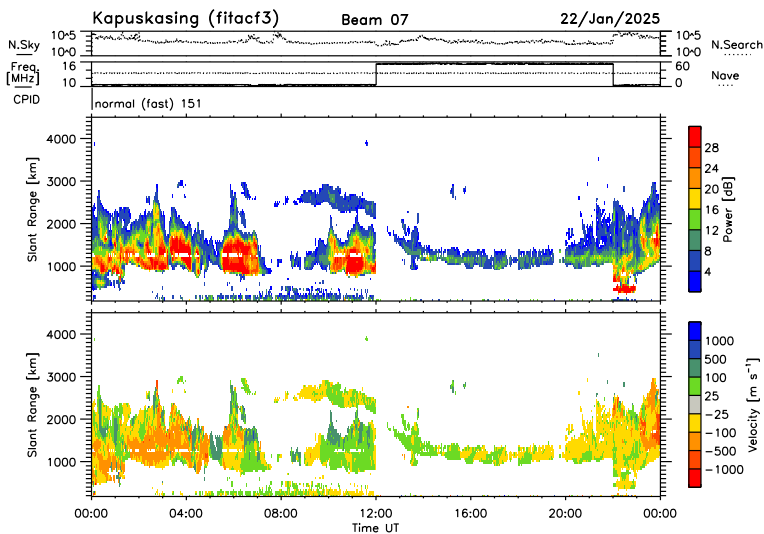 Kapuskasing (fitacf3) Beam 07 22/Jan/2025
N.Sky 10^5 10^0 10^5 10^0 N.Search
Freq. [MHz] 16 10 60 0 Nave
CPID normal (fast) 151
Slant Range [km] 4000 3000 2000 1000
Power [dB] 28 24 20 16 12 8 4
Slant Range [km] 4000 3000 2000 1000
Velocity [m s⁻¹] 1000 500 100 25 −25 −100 −500 −1000
00:00 04:00 08:00 12:00 16:00 20:00 00:00
Time UT